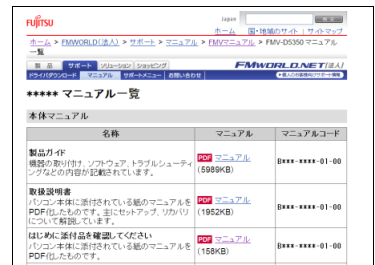 FUJITSU
Japan
検索
ホーム 国・地域のサイト | サイトマップ
ホーム > FMWORLD(法人) > サポート > マニュアル > FMVマニュアル > FMV-D5350 マニュアル
一覧
製 品 サポート ソリューション ショッピング FMWORLD.NET[法人]
ドライバダウンロード マニュアル サポートメニュー お問い合わせ 個人のお客様向けサポート情報
***** マニュアル一覧
本体マニュアル
名称 マニュアル マニュアルコード
製品ガイド
機器の取り付け、ソフトウェア、トラブルシューティ
ングなどの内容が記載されています。
PDF マニュアル
(5989KB)
B***-****-01-00
取扱説明書
パソコン本体に添付されている紙のマニュアルを
PDF化したものです。主にセットアップ、リカバリ
について解説しています。
PDF マニュアル
(1952KB)
B***-****-01-00
はじめに添付品を確認してください
パソコン本体に添付されている紙のマニュアルを
PDF化したものです。
PDF マニュアル
(158KB)
B***-****-01-00